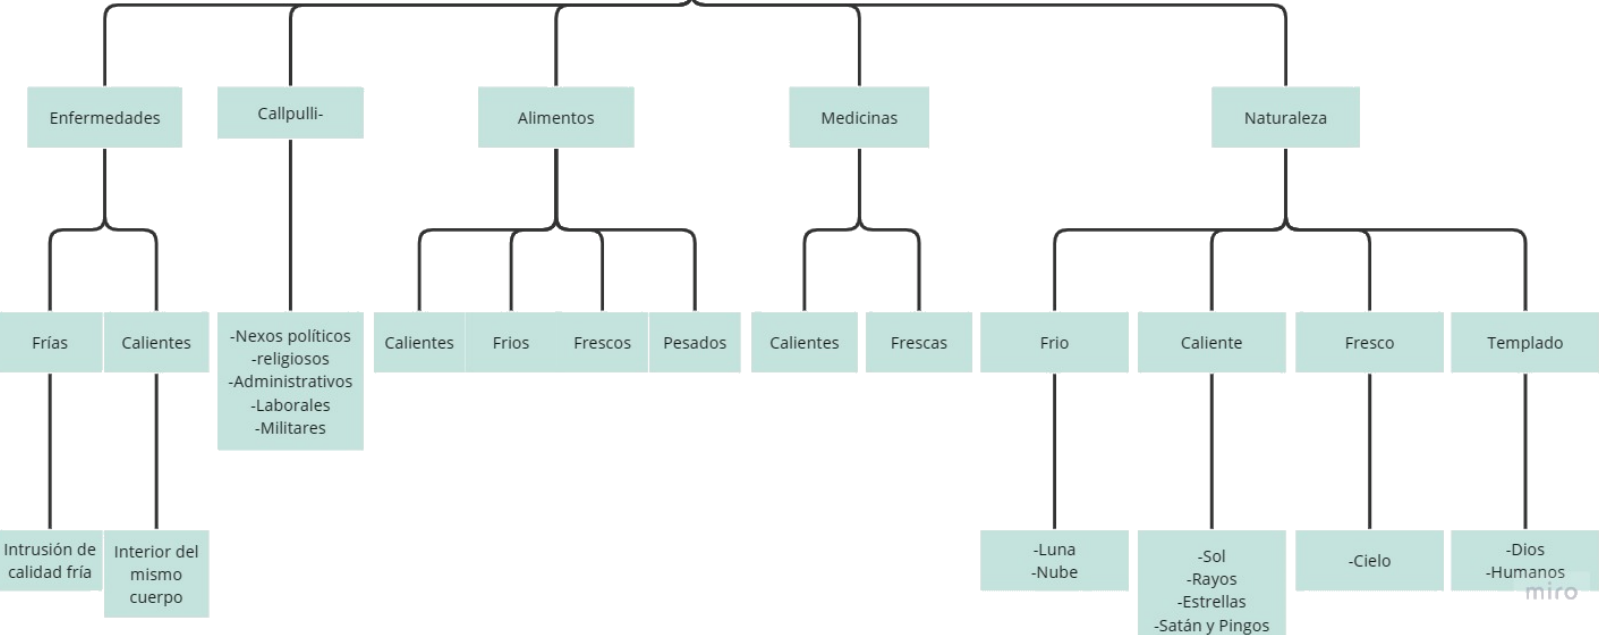 Enfermedades
Callpulli-
Alimentos
Medicinas
Naturaleza
Frías
Calientes
-Nexos políticos
-religiosos
-Administrativos
-Laborales
-Militares
Calientes
Frios
Frescos
Pesados
Calientes
Frescas
Frio
Caliente
Fresco
Templado
Intrusión de
calidad fría
Interior del
mismo
cuerpo
-Luna
-Nube
-Sol
-Rayos
-Estrellas
-Satán y Pingos
-Cielo
-Dios
-Humanos
miro